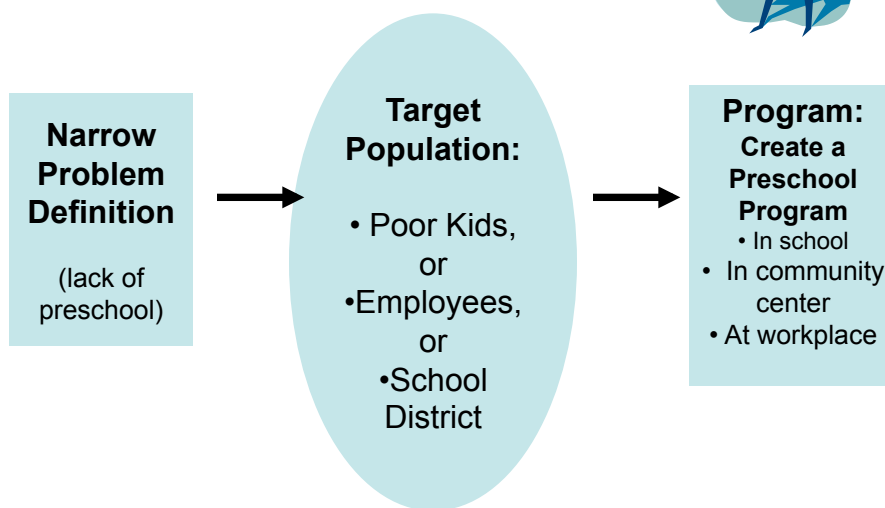 Narrow
Problem
Definition
(lack of
preschool)
Target
Population:
• Poor Kids,
or
•Employees,
or
•School
District
Program:
Create a
Preschool
Program
• In school
• In community
center
• At workplace